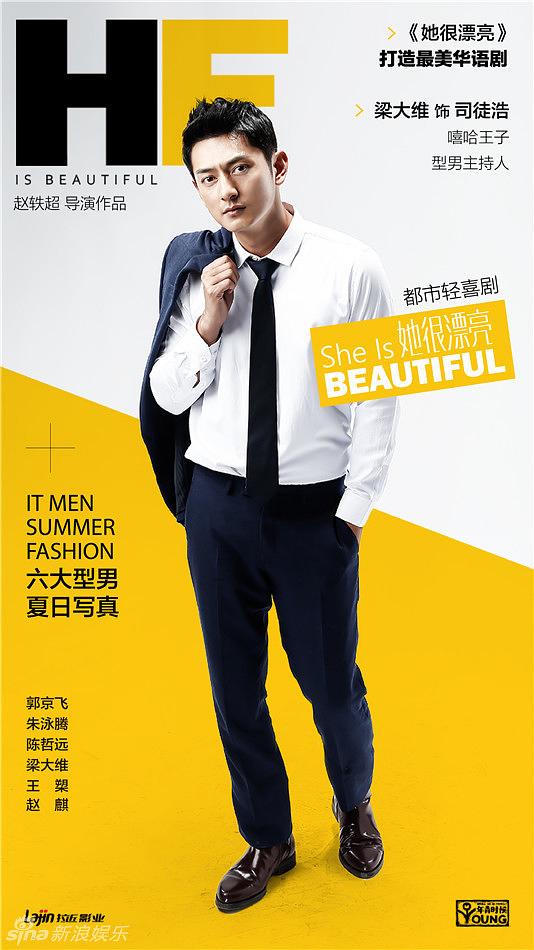 HF
IS BEAUTIFUL
赵轶超 导演作品
《她很漂亮》
打造最美华语剧
梁大维 饰 司徒浩
嘻哈王子
型男主持人
都市轻喜剧
She Is 她很漂亮
BEAUTIFUL
IT MEN
SUMMER
FASHION
六大型男
夏日写真
郭京飞
朱泳腾
陈哲远
梁大维
王 塑
赵 麒
Lajin 拉近影业
sina 新浪娱乐
年青时候
YOUNG